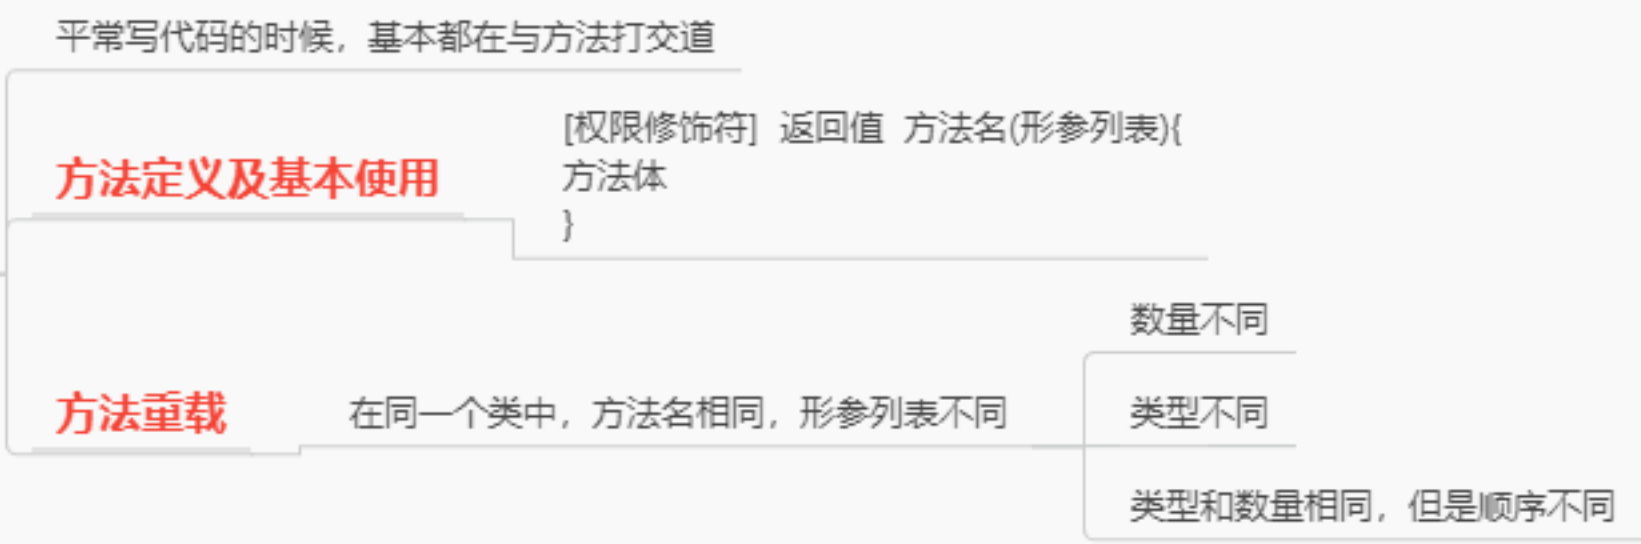 平常写代码的时候，基本都在与方法打交道
方法定义及基本使用
[权限修饰符]  返回值  方法名(形参列表){
方法体
}
方法重载
在同一个类中，方法名相同，形参列表不同
数量不同
类型不同
类型和数量相同，但是顺序不同